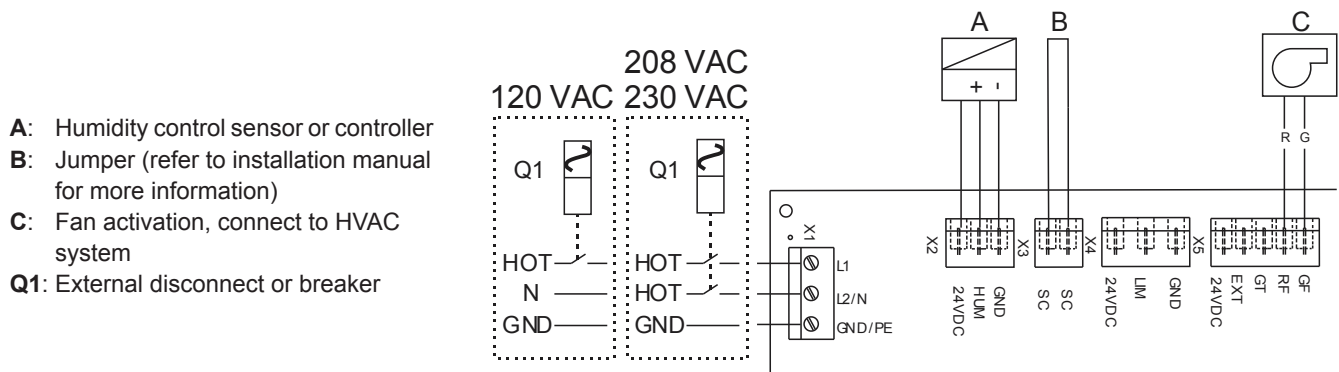 A: Humidity control sensor or controller
B: Jumper (refer to installation manual
for more information)
C: Fan activation, connect to HVAC
system
Q1: External disconnect or breaker
120 VAC
208 VAC
230 VAC
Q1
HOT
N
GND
Q1
HOT
HOT
GND
X1
L1
L2/N
GND/PE
A
+ -
B
C
R G
X2
24VDC
HUM
GND
X3
SC
SC
X4
24VDC
LIM
GND
X5
24VDC
EXT
GT
RF
GF